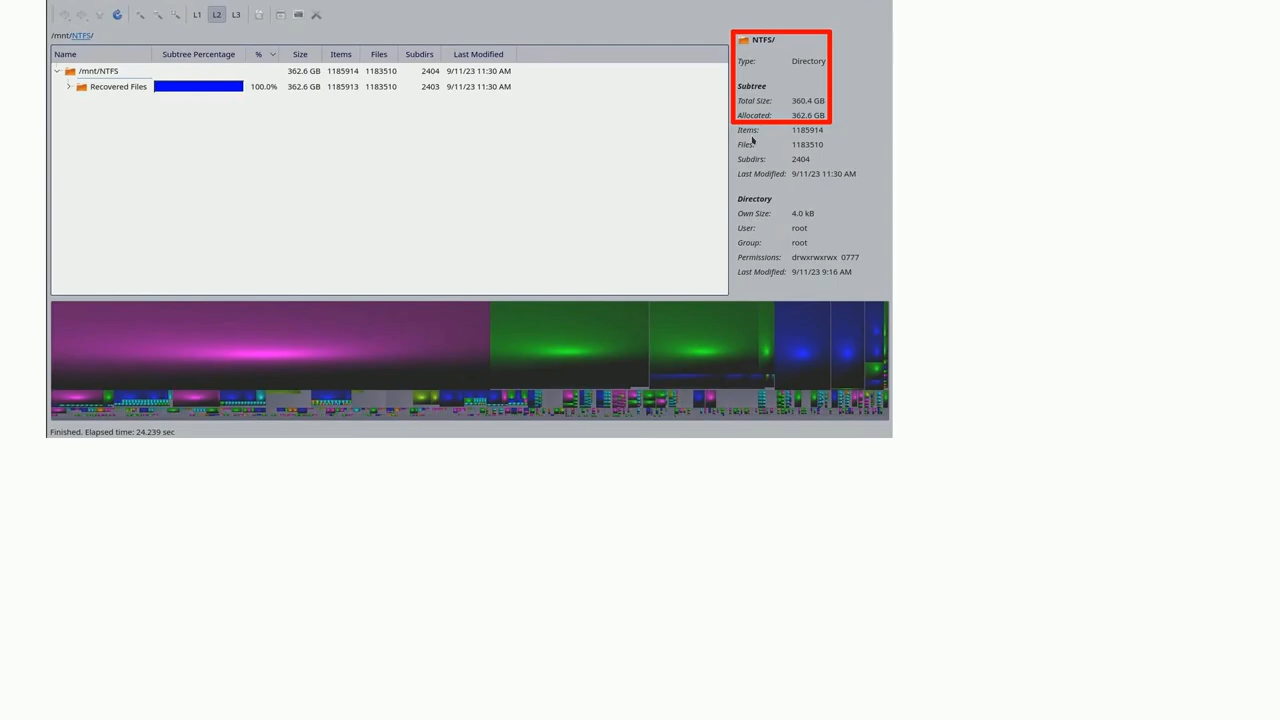 L1 L2 L3
/mnt/NTFS/
Name Subtree Percentage % Size Items Files Subdirs Last Modified
/mnt/NTFS 362.6 GB 1185914 1183510 2404 9/11/23 11:30 AM
Recovered Files 100.0% 362.6 GB 1185913 1183510 2403 9/11/23 11:30 AM
NTFS/
Type: Directory
Subtree
Total Size: 360.4 GB
Allocated: 362.6 GB
Items: 1185914
Files: 1183510
Subdirs: 2404
Last Modified: 9/11/23 11:30 AM
Directory
Own Size: 4.0 kB
User: root
Group: root
Permissions: drwxrwxrwx 0777
Last Modified: 9/11/23 9:16 AM
Finished. Elapsed time: 24.239 sec